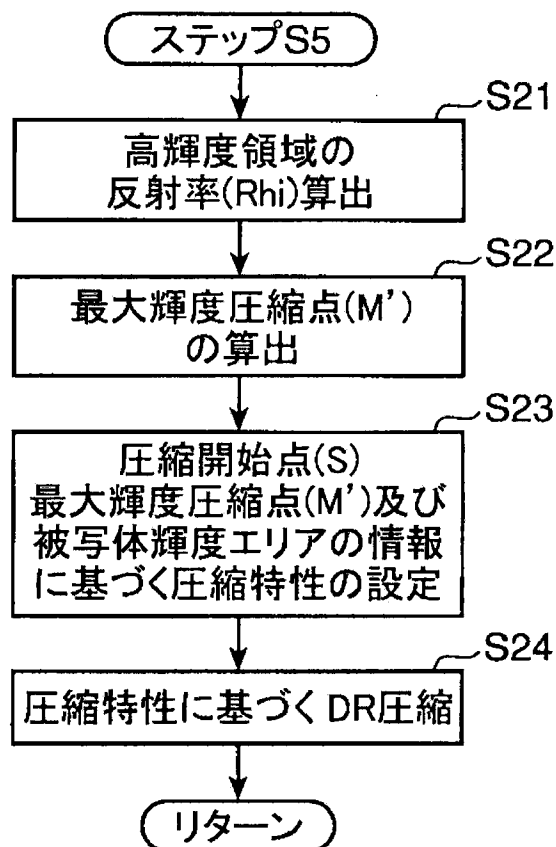 ステップS5
S21
高輝度領域の
反射率(Rhi)算出
S22
最大輝度圧縮点(M')
の算出
S23
圧縮開始点(S)
最大輝度圧縮点(M')及び
被写体輝度エリアの情報
に基づく圧縮特性の設定
S24
圧縮特性に基づくDR圧縮
リターン